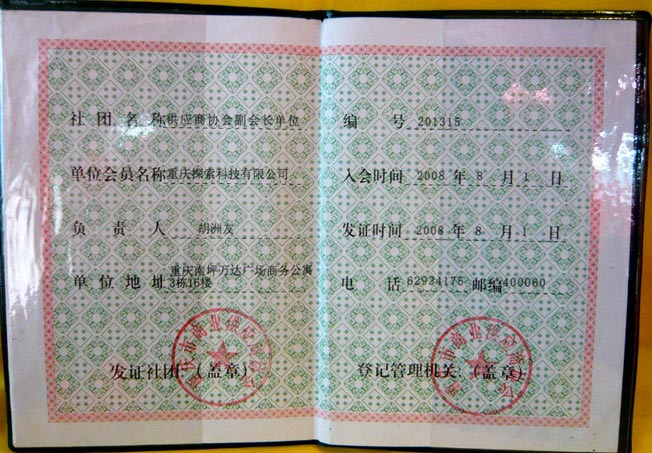 社团名称 供应商协会副会长单位
单位会员名称 重庆探索科技有限公司
负责人 胡洲友
单位地址 重庆南坪万达广场商务公寓
3栋16楼
发证社团:(盖章)
编号 201315
入会时间 2008 年 8 月 1 日
发证时间 2008 年 8 月 1 日
电话 62934175 邮编 400060
登记管理机关:(盖章)